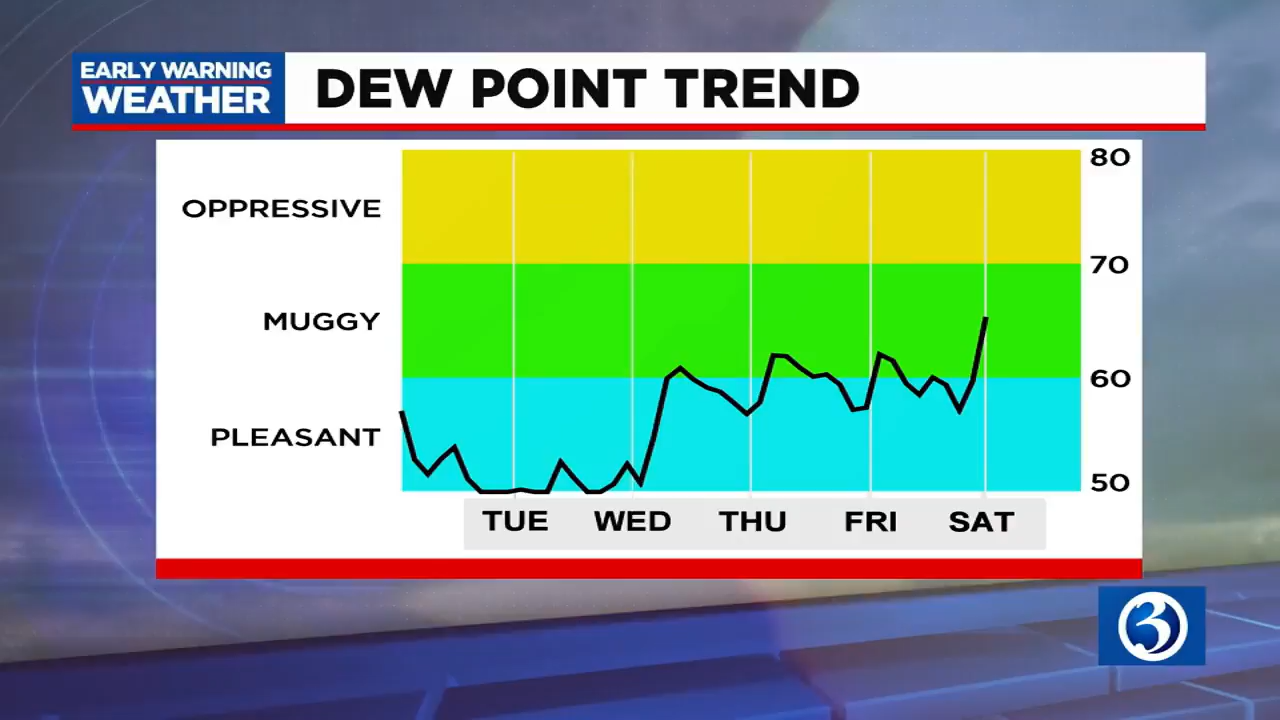 EARLY WARNING
WEATHER
DEW POINT TREND
80
OPPRESSIVE
70
MUGGY
60
PLEASANT
50
TUE WED THU FRI SAT
3